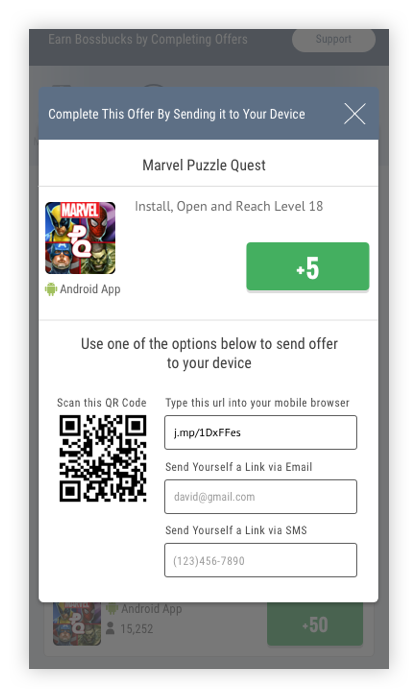 Earn Bossbucks by Completing Offers
Support
Complete This Offer By Sending it to Your Device
Marvel Puzzle Quest
MARVEL
PQ
Install, Open and Reach Level 18
+5
Android App
Use one of the options below to send offer
to your device
Scan this QR Code
Type this url into your mobile browser
j.mp/1DxFFes
Send Yourself a Link via Email
david@gmail.com
Send Yourself a Link via SMS
(123)456-7890
Android App
15,252
+50